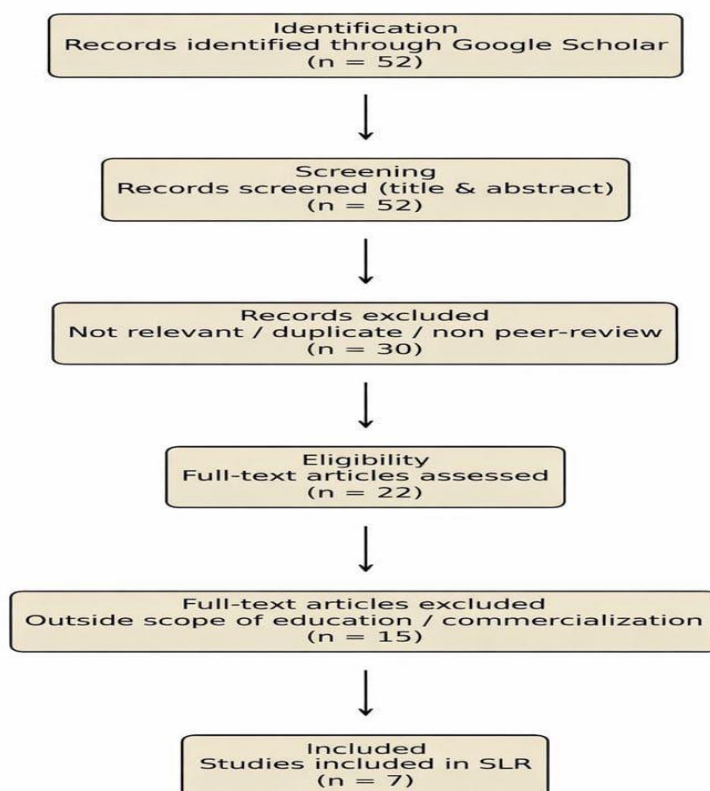 Identification
Records identified through Google Scholar
(n = 52)
Screening
Records screened (title & abstract)
(n = 52)
Records excluded
Not relevant / duplicate / non peer-review
(n = 30)
Eligibility
Full-text articles assessed
(n = 22)
Full-text articles excluded
Outside scope of education / commercialization
(n = 15)
Included
Studies included in SLR
(n = 7)